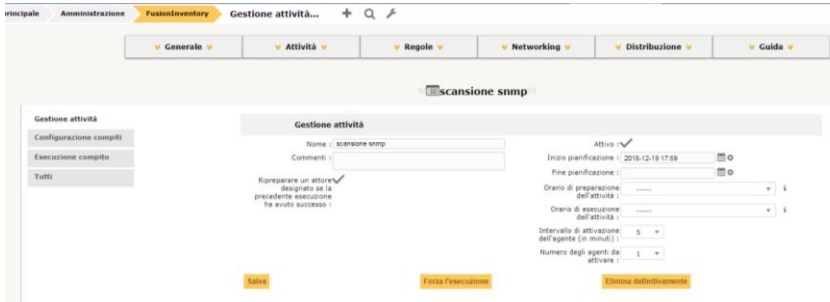 Amministrazione FusionInventory Gestione attività...
Generale Attività Regole Networking Distribuzione Guida
scansione snmp
Gestione attività
Configurazione compiti
Esecuzione compito
Tutti
Gestione attività
Nome : scansione snmp
Attivo :
Commenti :
Inizio pianificazione : 2018-12-19 17:59
Fine pianificazione :
Ripreparare un attore
designato se la
precedente esecuzione
ha avuto successo :
Orario di preparazione
dell'attività : -----
Orario di esecuzione
dell'attività : -----
Intervallo di attivazione
dell'agente (in minuti) : 5
Numero degli agenti da
attivare : 1
Salva Forza l'esecuzione Elimina definitivamente